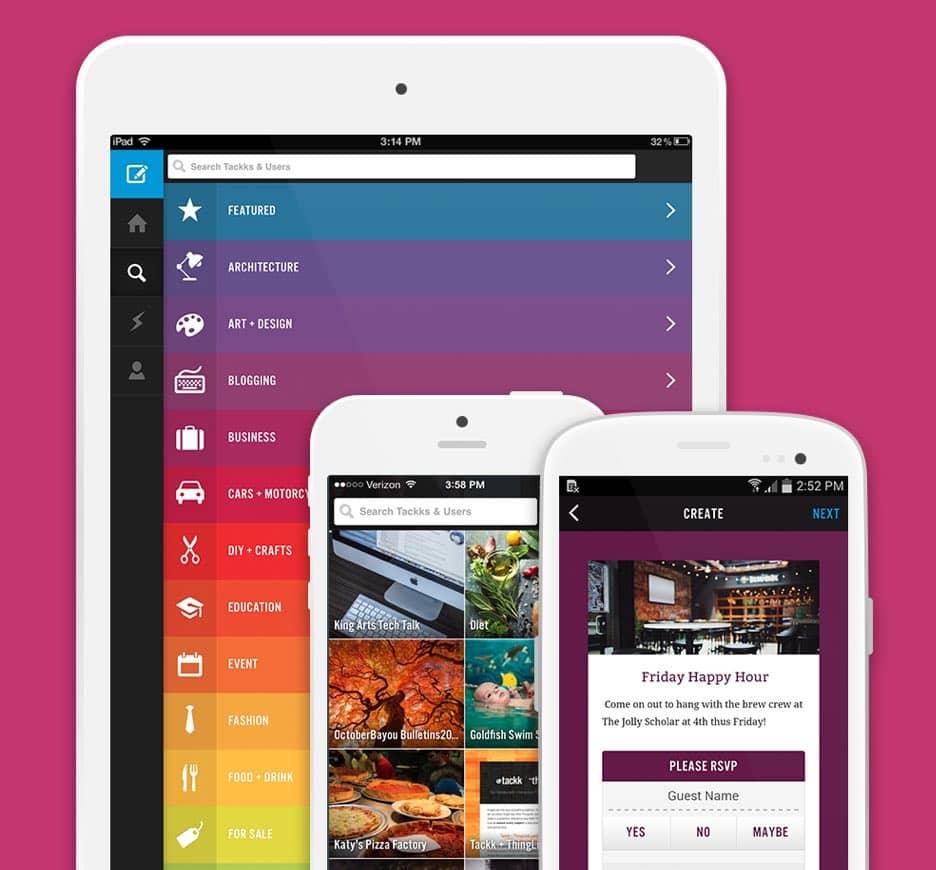 iPad 3:14 PM 32%
Search Tackks & Users
FEATURED
ARCHITECTURE
ART + DESIGN
BLOGGING
BUSINESS
CARS + MOTORCY
DIY + CRAFTS
EDUCATION
EVENT
FASHION
FOOD + DRINK
FOR SALE
Verizon 3:58 PM
Search Tackks & Users
King Arts Tech Talk
Diet
OctoberBayou Bulletins20...
Goldfish Swim S
tackk
Katy's Pizza Factory
Tackk + ThingLi
2:52 PM
CREATE NEXT
Friday Happy Hour
Come on out to hang with the brew crew at
The Jolly Scholar at 4th thus Friday!
PLEASE RSVP
Guest Name
YES NO MAYBE